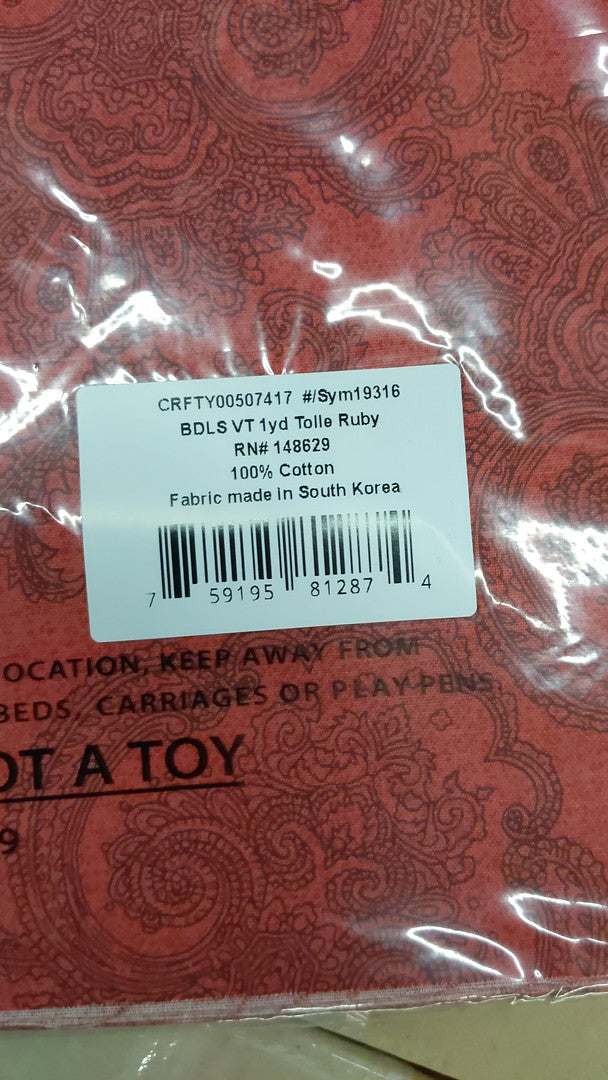 CRFTY00507417 #/Sym19316
BDLS VT 1yd Tolle Ruby
RN# 148629
100% Cotton
Fabric made in South Korea
7 59195 81287 4
OCATION, KEEP AWAY FROM
BEDS, CARRIAGES OR PLAY PENS
OT A TOY
9